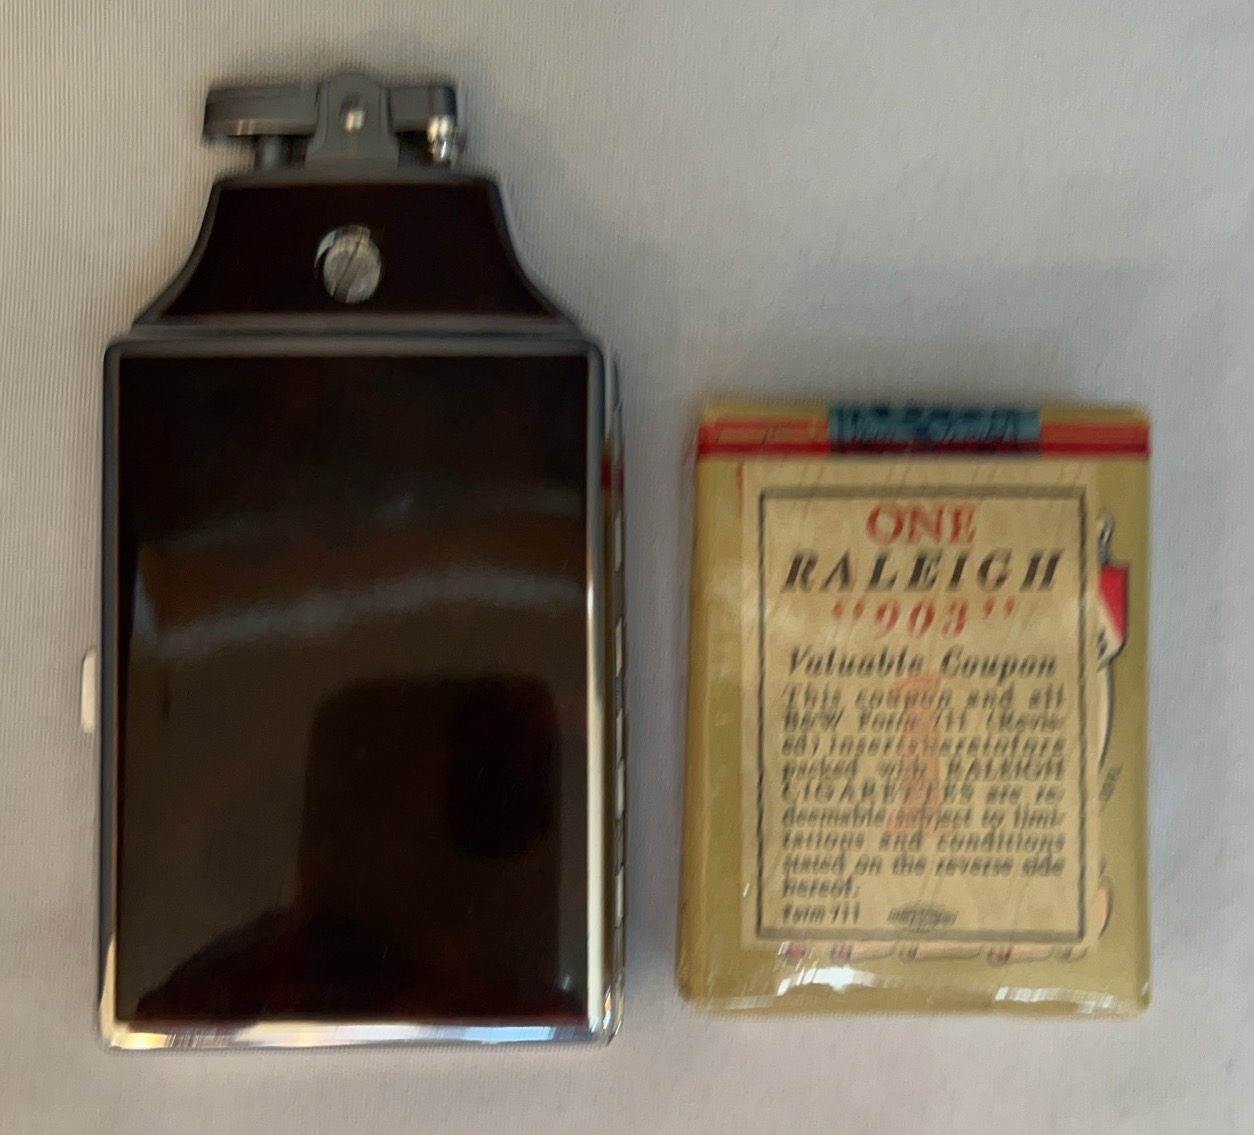 ONE
RALEIGH
"903"
Valuable Coupon
This coupon and all
B&W Form 711 (Revis-
ed) inserts heretofore
packed with RALEIGH
CIGARETTES are re-
deemable subject to limi-
tations and conditions
stated on the reverse side
hereof.
Form 711